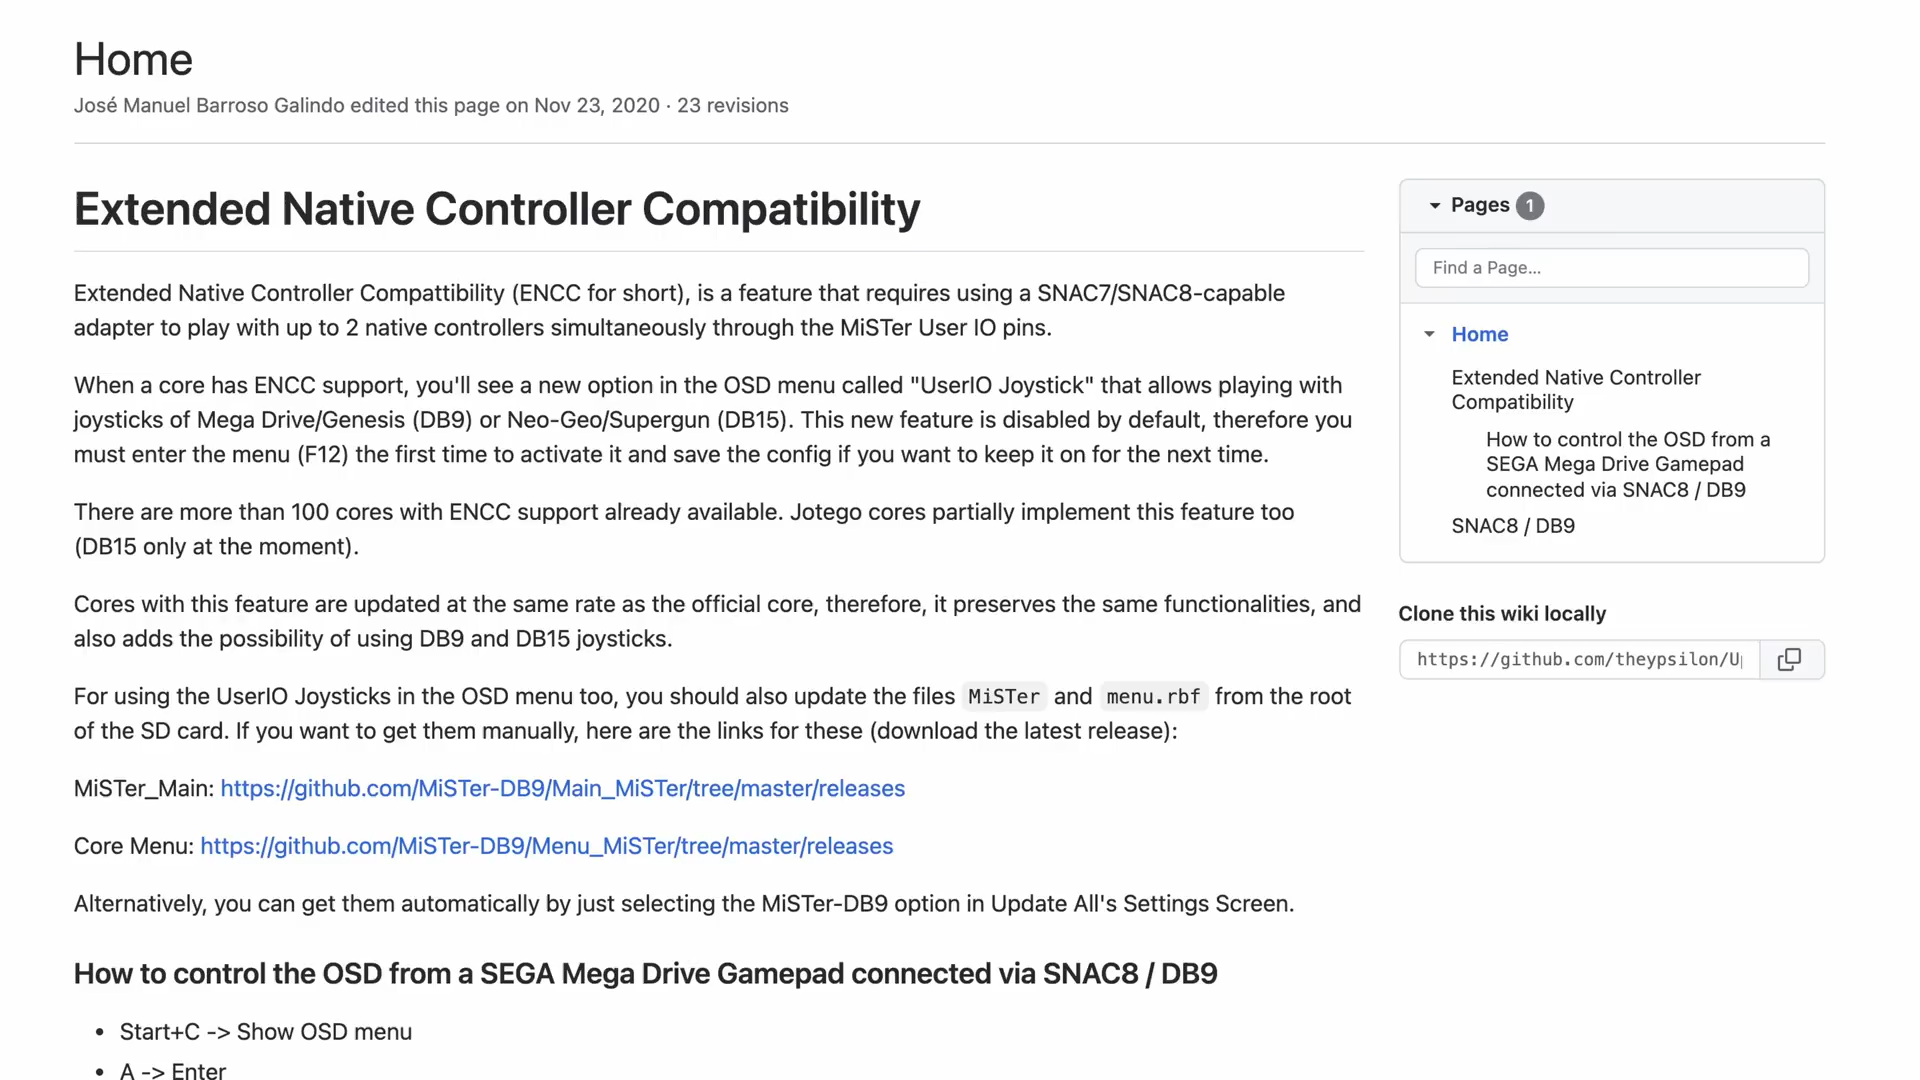 Home
José Manuel Barroso Galindo edited this page on Nov 23, 2020 · 23 revisions
Extended Native Controller Compatibility
Extended Native Controller Compattibility (ENCC for short), is a feature that requires using a SNAC7/SNAC8-capable
adapter to play with up to 2 native controllers simultaneously through the MiSTer User IO pins.
When a core has ENCC support, you'll see a new option in the OSD menu called "UserIO Joystick" that allows playing with
joysticks of Mega Drive/Genesis (DB9) or Neo-Geo/Supergun (DB15). This new feature is disabled by default, therefore you
must enter the menu (F12) the first time to activate it and save the config if you want to keep it on for the next time.
There are more than 100 cores with ENCC support already available. Jotego cores partially implement this feature too
(DB15 only at the moment).
Cores with this feature are updated at the same rate as the official core, therefore, it preserves the same functionalities, and
also adds the possibility of using DB9 and DB15 joysticks.
For using the UserIO Joysticks in the OSD menu too, you should also update the files MiSTer and menu.rbf from the root
of the SD card. If you want to get them manually, here are the links for these (download the latest release):
MiSTer_Main: https://github.com/MiSTer-DB9/Main_MiSTer/tree/master/releases
Core Menu: https://github.com/MiSTer-DB9/Menu_MiSTer/tree/master/releases
Alternatively, you can get them automatically by just selecting the MiSTer-DB9 option in Update All's Settings Screen.
How to control the OSD from a SEGA Mega Drive Gamepad connected via SNAC8 / DB9
• Start+C -> Show OSD menu
• A -> Enter
Pages 1
Find a Page...
Home
Extended Native Controller
Compatibility
How to control the OSD from a
SEGA Mega Drive Gamepad
connected via SNAC8 / DB9
SNAC8 / DB9
Clone this wiki locally
https://github.com/theypsilon/U